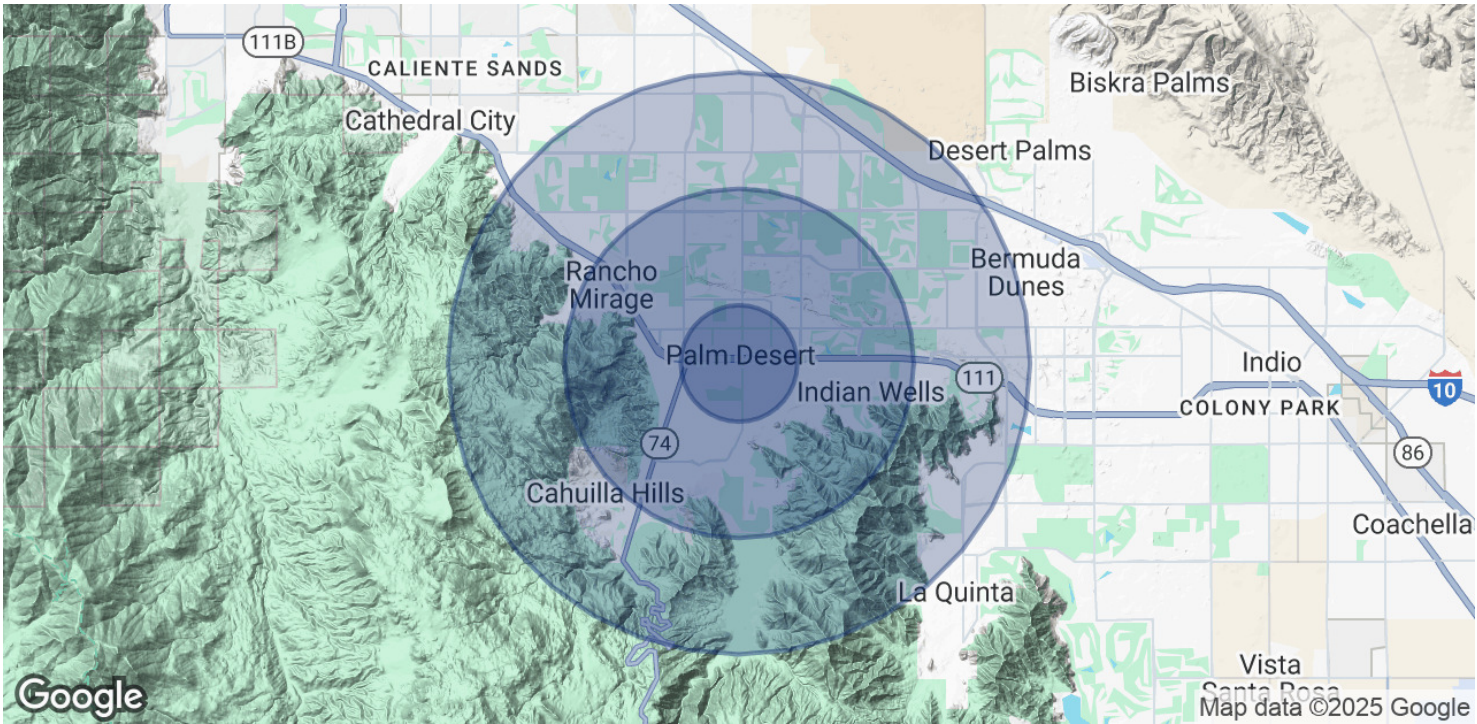 111B
CALIENTE SANDS
Cathedral City
Biskra Palms
Desert Palms
Rancho
Mirage
Bermuda
Dunes
Palm Desert
Indian Wells
111
Indio
10
COLONY PARK
74
86
Cahuilla Hills
Coachella
La Quinta
Vista
Santa Rosa
Google
Map data ©2025 Google